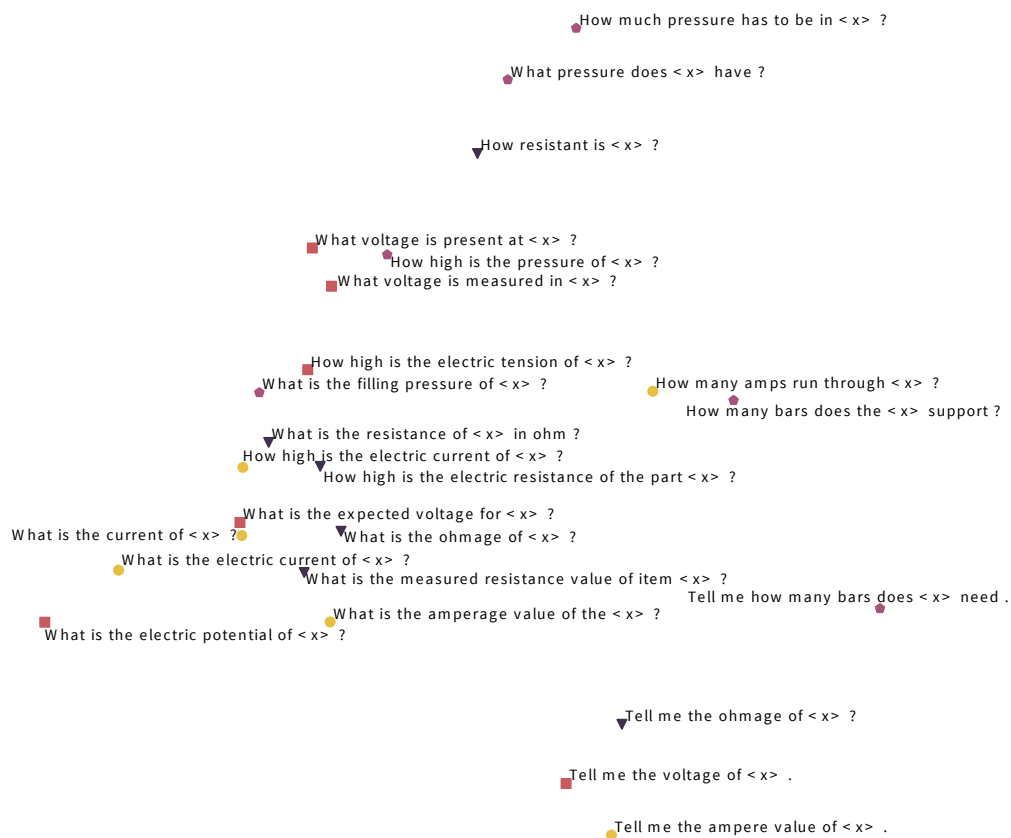 How much pressure has to be in <x> ?
What pressure does <x> have ?
How resistant is <x> ?
What voltage is present at <x> ?
How high is the pressure of <x> ?
What voltage is measured in <x> ?
How high is the electric tension of <x> ?
What is the filling pressure of <x> ?
How many amps run through <x> ?
How many bars does the <x> support ?
What is the resistance of <x> in ohm ?
How high is the electric current of <x> ?
How high is the electric resistance of the part <x> ?
What is the expected voltage for <x> ?
What is the current of <x> ?
What is the ohmage of <x> ?
What is the electric current of <x> ?
What is the measured resistance value of item <x> ?
Tell me how many bars does <x> need .
What is the amperage value of the <x> ?
What is the electric potential of <x> ?
Tell me the ohmage of <x> ?
Tell me the voltage of <x> .
Tell me the ampere value of <x> .